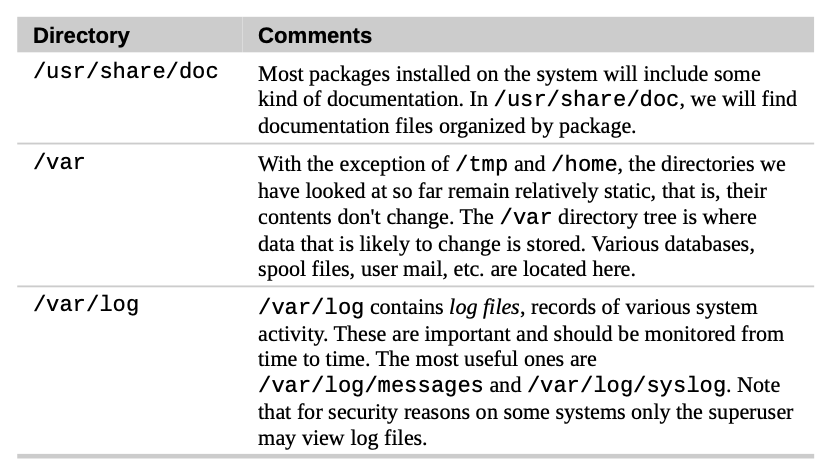 Directory Comments
/usr/share/doc Most packages installed on the system will include some
kind of documentation. In /usr/share/doc, we will find
documentation files organized by package.
/var With the exception of /tmp and /home, the directories we
have looked at so far remain relatively static, that is, their
contents don't change. The /var directory tree is where
data that is likely to change is stored. Various databases,
spool files, user mail, etc. are located here.
/var/log /var/log contains log files, records of various system
activity. These are important and should be monitored from
time to time. The most useful ones are
/var/log/messages and /var/log/syslog. Note
that for security reasons on some systems only the superuser
may view log files.